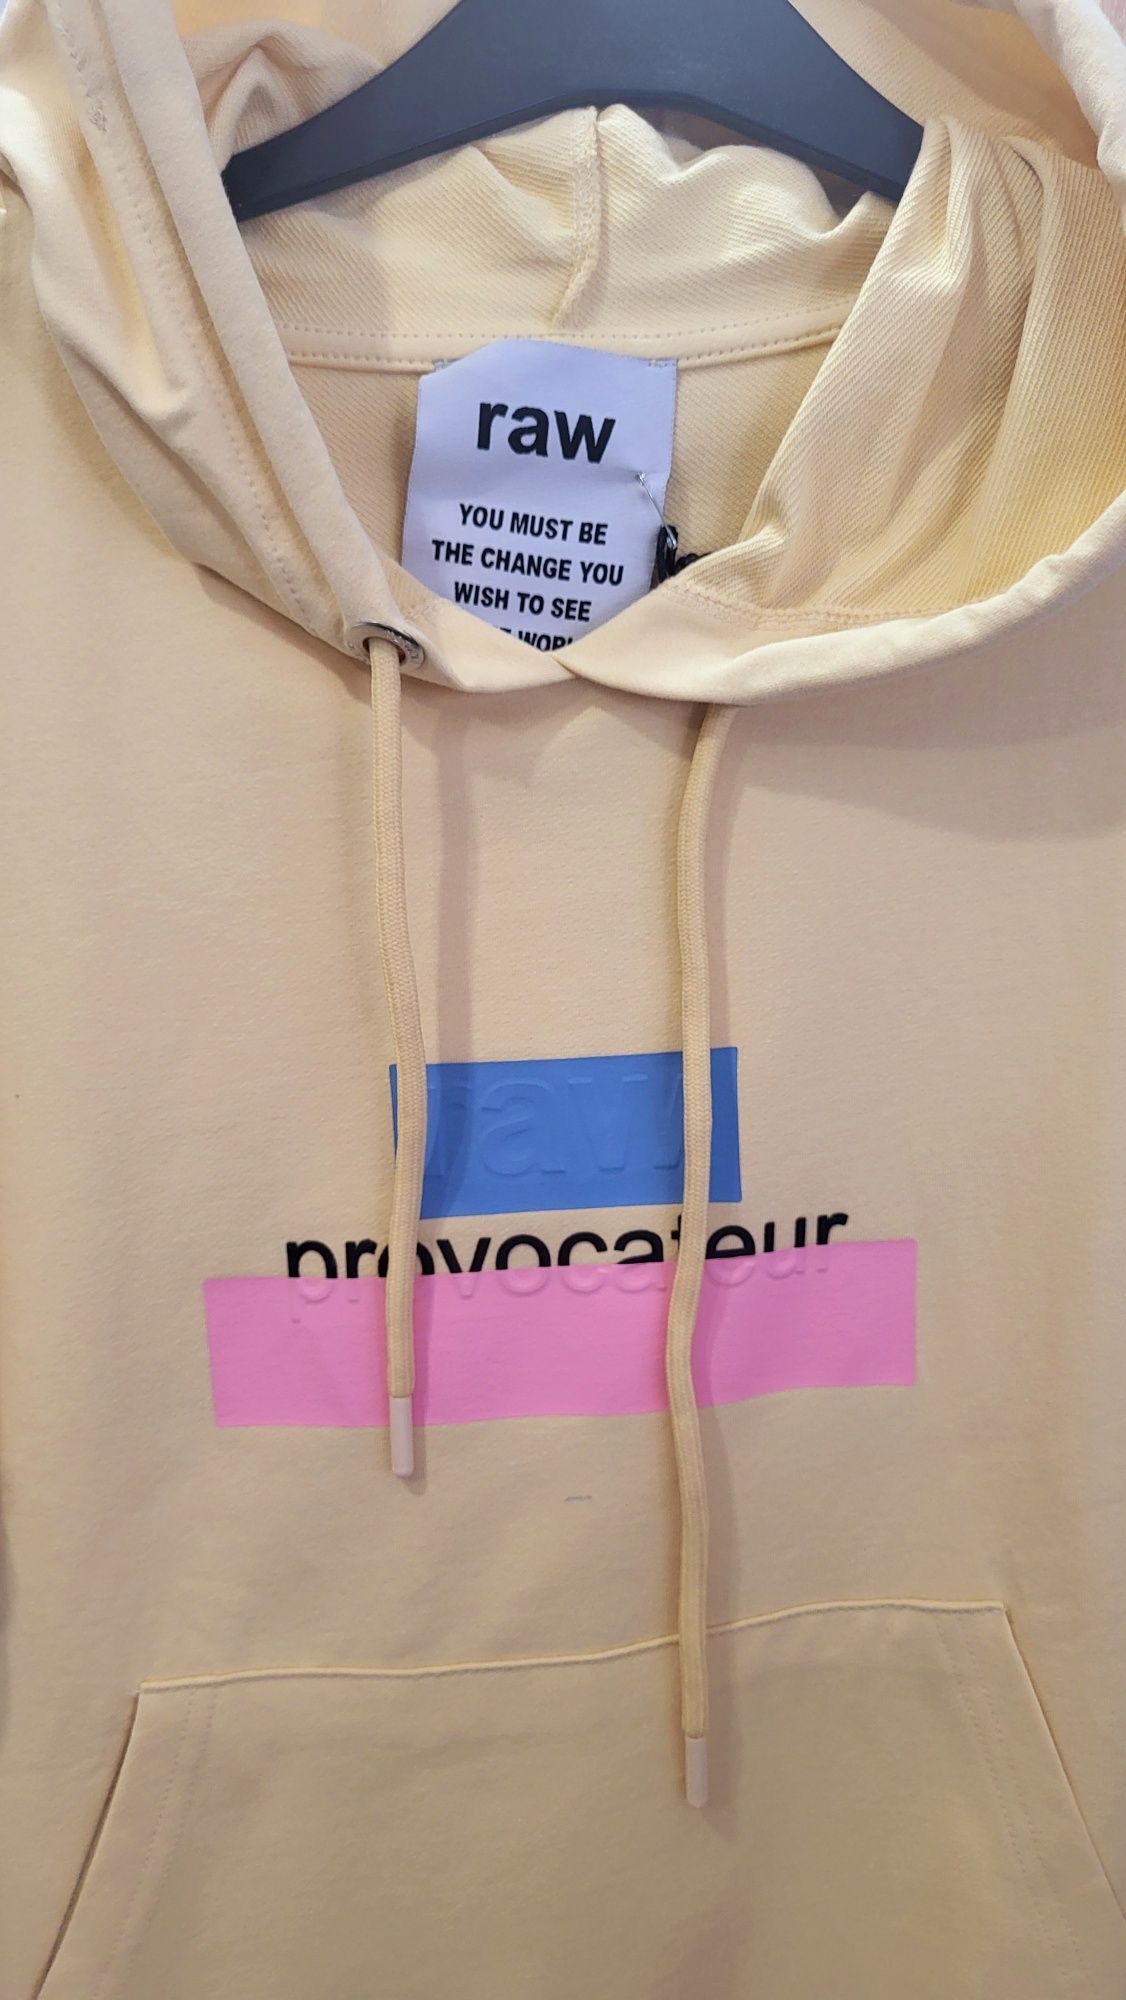 raw
YOU MUST BE
THE CHANGE YOU
WISH TO SEE
raw
provocateur